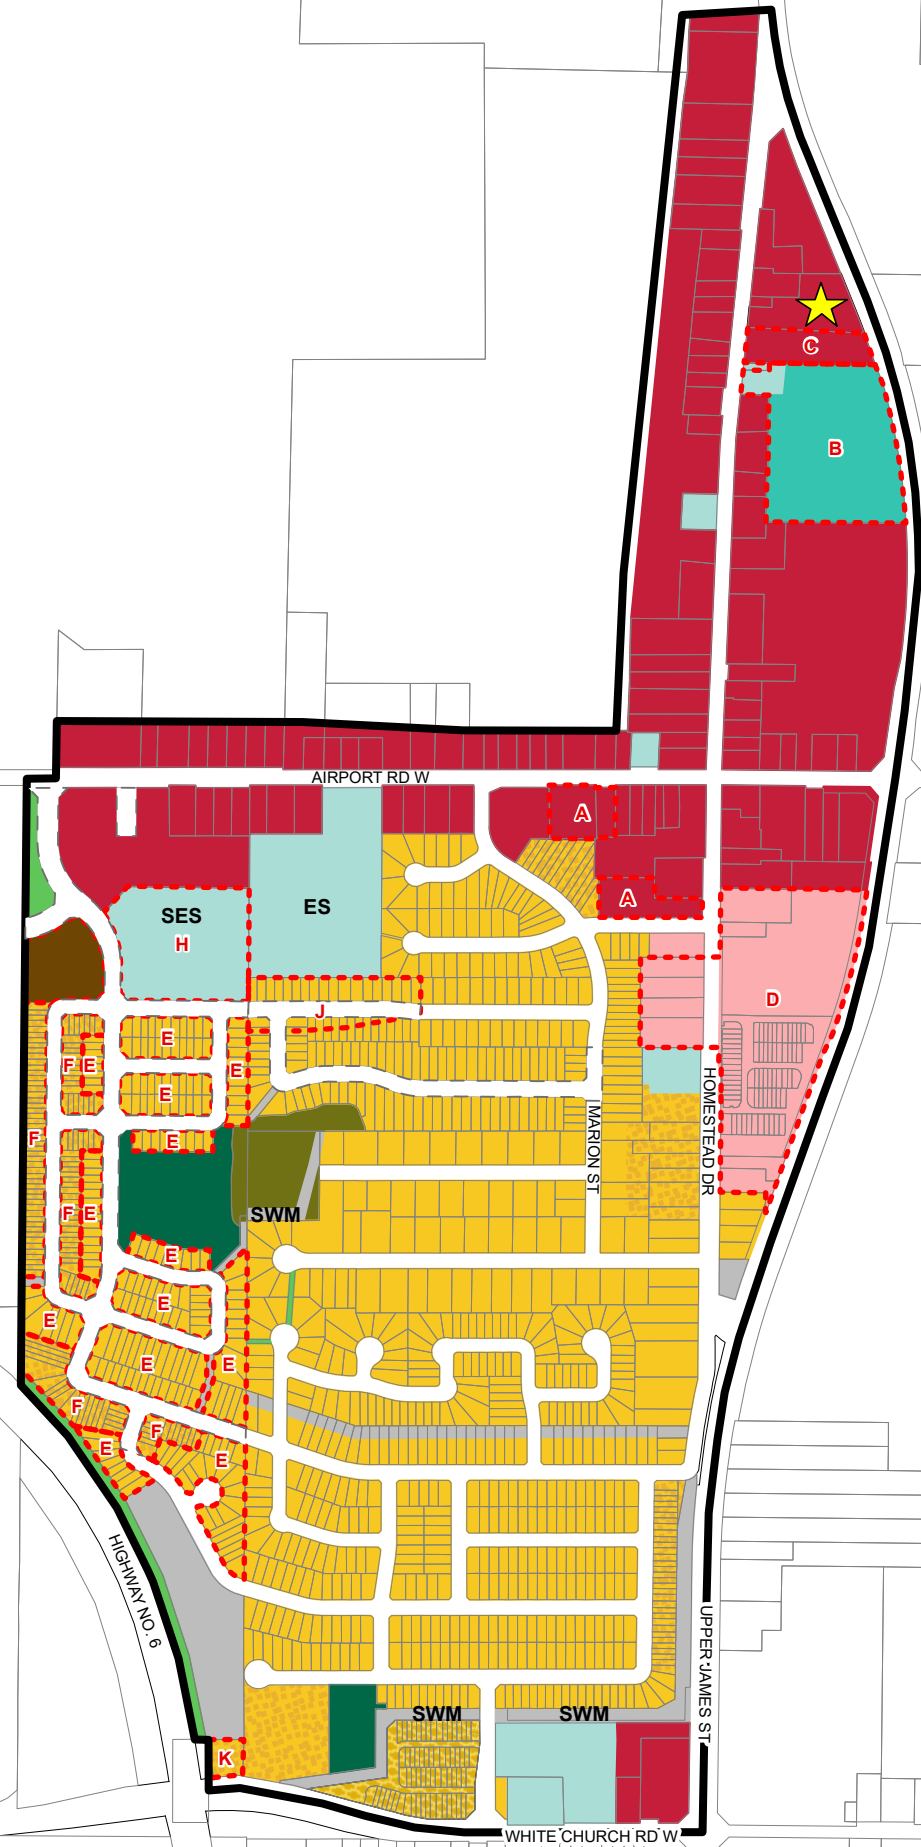 C
B
AIRPORT RD W
A
A
SES
H
ES
D
J
E
F
E
E
E
HOMESTEAD DR
MARION ST
F
E
F
E
SWM
E
E
E
E
E
F
F
E
E
HIGHWAY NO. 6
UPPER JAMES ST
SWM
SWM
K
WHITE CHURCH RD W